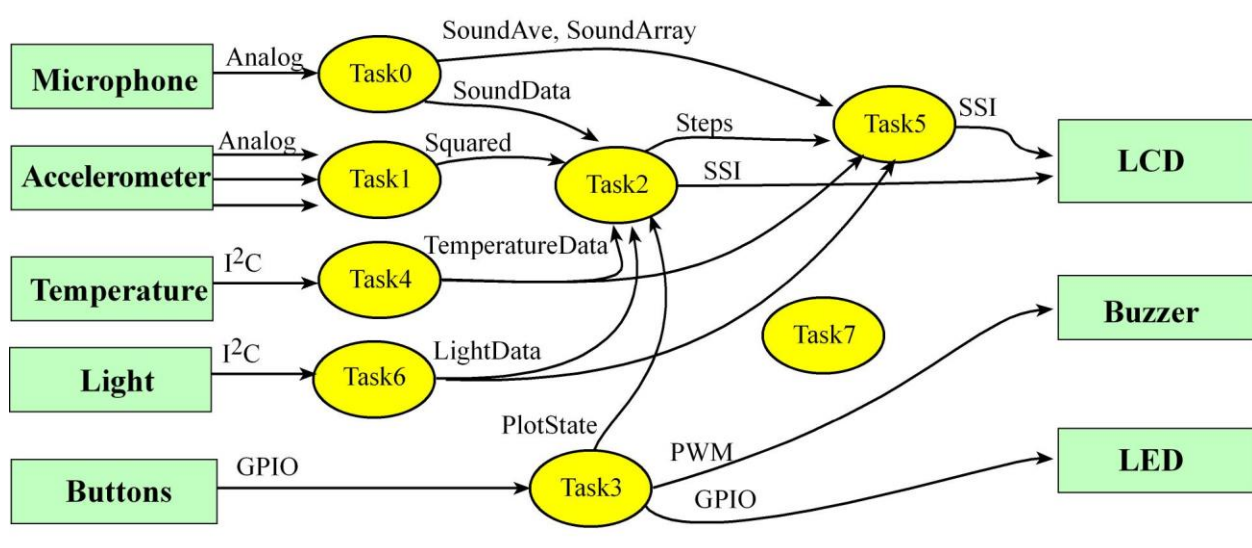 SoundAve, SoundArray
Microphone
Analog
Task0
SoundData
Task5
SSI
LCD
Accelerometer
Analog
Task1
Squared
Task2
Steps
SSI
Temperature
I²C
Task4
TemperatureData
Task7
Buzzer
Light
I²C
Task6
LightData
PlotState
Buttons
GPIO
Task3
PWM
GPIO
LED